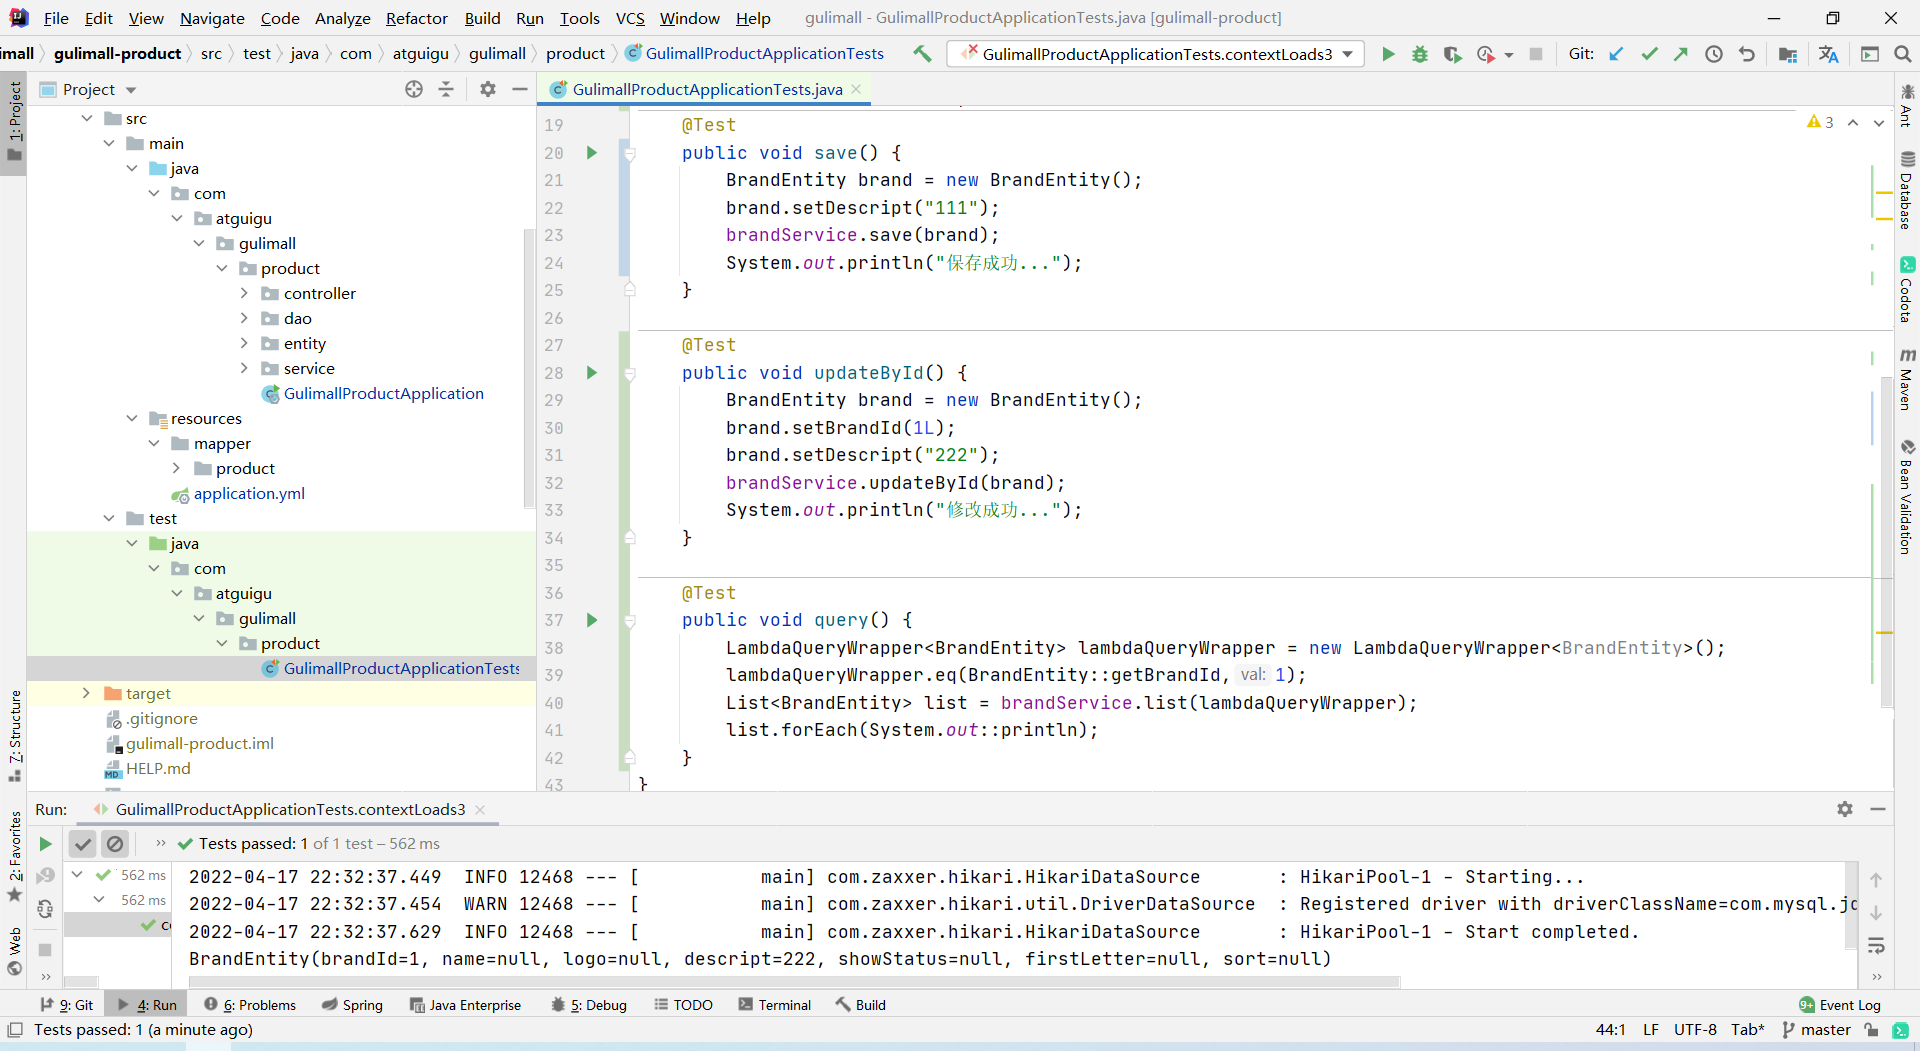 File Edit View Navigate Code Analyze Refactor Build Run Tools VCS Window Help gulimall - GulimallProductApplicationTests.java [gulimall-product]
mall gulimall-product src test java com atguigu gulimall product GulimallProductApplicationTests GulimallProductApplicationTests.contextLoads3 Git:
Project
GulimallProductApplicationTests.java
1: Project
7: Structure
2: Favorites
Web
src
main
java
com
atguigu
gulimall
product
controller
dao
entity
service
GulimallProductApplication
resources
mapper
product
application.yml
test
java
com
atguigu
gulimall
product
GulimallProductApplicationTests
target
.gitignore
gulimall-product.iml
HELP.md
3
19 @Test
20 public void save() {
21 BrandEntity brand = new BrandEntity();
22 brand.setDescript("111");
23 brandService.save(brand);
24 System.out.println("保存成功...");
25 }
26
27 @Test
28 public void updateById() {
29 BrandEntity brand = new BrandEntity();
30 brand.setBrandId(1L);
31 brand.setDescript("222");
32 brandService.updateById(brand);
33 System.out.println("修改成功...");
34 }
35
36 @Test
37 public void query() {
38 LambdaQueryWrapper<BrandEntity> lambdaQueryWrapper = new LambdaQueryWrapper<BrandEntity>();
39 lambdaQueryWrapper.eq(BrandEntity::getBrandId, val: 1);
40 List<BrandEntity> list = brandService.list(lambdaQueryWrapper);
41 list.forEach(System.out::println);
42 }
43 }
Ant
Database
Codota
Maven
Bean Validation
Run: GulimallProductApplicationTests.contextLoads3
Tests passed: 1 of 1 test – 562 ms
562 ms
562 ms
co
2022-04-17 22:32:37.449 INFO 12468 --- [ main] com.zaxxer.hikari.HikariDataSource : HikariPool-1 - Starting...
2022-04-17 22:32:37.454 WARN 12468 --- [ main] com.zaxxer.hikari.util.DriverDataSource : Registered driver with driverClassName=com.mysql.jd
2022-04-17 22:32:37.629 INFO 12468 --- [ main] com.zaxxer.hikari.HikariDataSource : HikariPool-1 - Start completed.
BrandEntity(brandId=1, name=null, logo=null, descript=222, showStatus=null, firstLetter=null, sort=null)
9: Git 4: Run 6: Problems Spring Java Enterprise 5: Debug TODO Terminal Build 9+ Event Log
Tests passed: 1 (a minute ago) 44:1 LF UTF-8 Tab* master